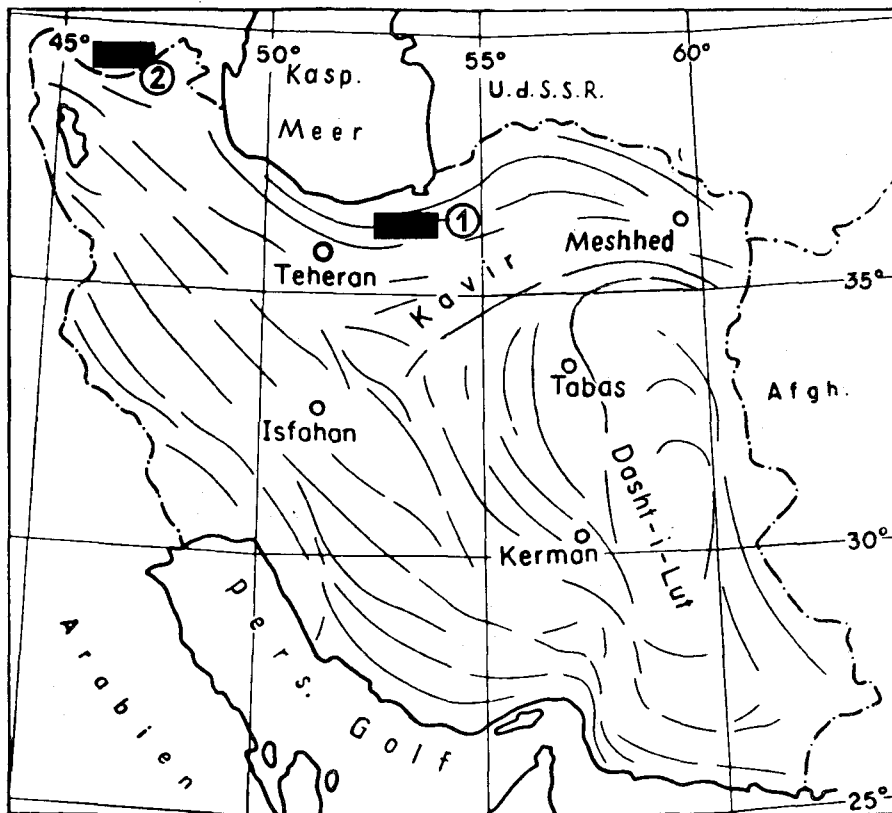 45°
50°
55°
60°
②
Kasp.
Meer
U.d.S.S.R.
①
Meshhed
Teheran
Kavir
35°
Tabas
Afgh.
Isfahan
Dasht-i-Lut
Kerman
30°
Pers. Golf
Arabien
25°